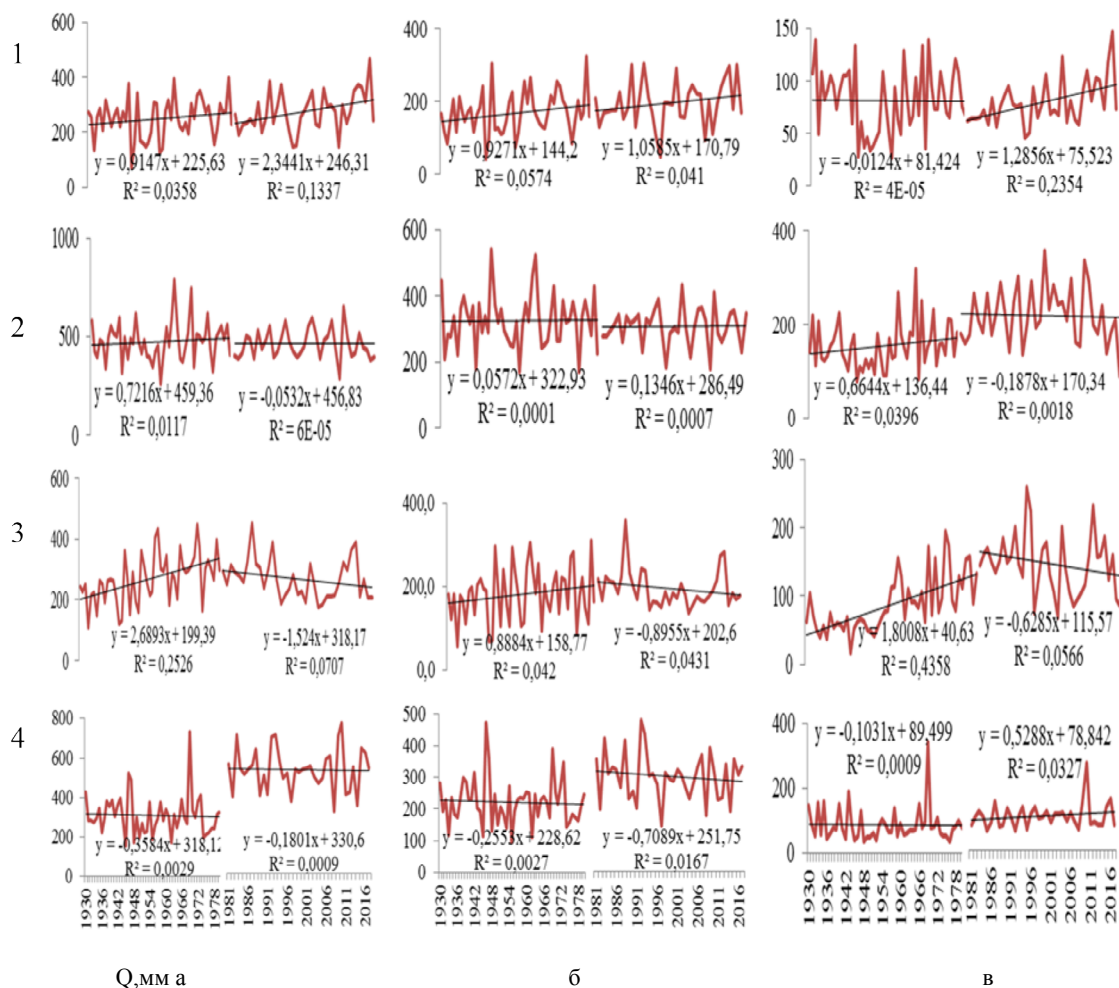 1
600
400
200
0
y = 0,9147x + 225,63
R² = 0,0358
y = 2,3441x + 246,31
R² = 0,1337
400
300
200
100
0
y = 0,9271x + 144,2
R² = 0,0574
y = 1,0585x + 170,79
R² = 0,041
150
100
50
0
y = -0,0124x + 81,424
R² = 4E-05
y = 1,2856x + 75,523
R² = 0,2354
2
1000
500
0
y = 0,7216x + 459,36
R² = 0,0117
y = -0,0532x + 456,83
R² = 6E-05
600
400
200
0
y = 0,0572x + 322,93
R² = 0,0001
y = 0,1346x + 286,49
R² = 0,0007
400
200
0
y = 0,6644x + 136,44
R² = 0,0396
y = -0,1878x + 170,34
R² = 0,0018
3
600
400
200
0
y = 2,6893x + 199,39
R² = 0,2526
y = -1,524x + 318,17
R² = 0,0707
400,0
200,0
0,0
y = 0,8884x + 158,77
R² = 0,042
y = -0,8955x + 202,6
R² = 0,0431
300
200
100
0
y = 1,8008x + 40,63
R² = 0,4358
y = -0,6285x + 115,57
R² = 0,0566
4
800
600
400
200
0
y = -0,3584x + 318,12
R² = 0,0029
y = -0,1801x + 330,6
R² = 0,0009
1930 1936 1942 1948 1954 1960 1966 1972 1978
1981 1986 1991 1996 2001 2006 2011 2016
500
400
300
200
100
0
y = -0,2553x + 228,62
R² = 0,0027
y = -0,7089x + 251,75
R² = 0,0167
1930 1936 1942 1948 1954 1960 1966 1972 1978
1981 1986 1991 1996 2001 2006 2011 2016
400
200
0
y = -0,1031x + 89,499
R² = 0,0009
y = 0,5288x + 78,842
R² = 0,0327
1930 1936 1942 1948 1954 1960 1966 1972 1978
1981 1986 1991 1996 2001 2006 2011 2016
Q,мм а
б
в